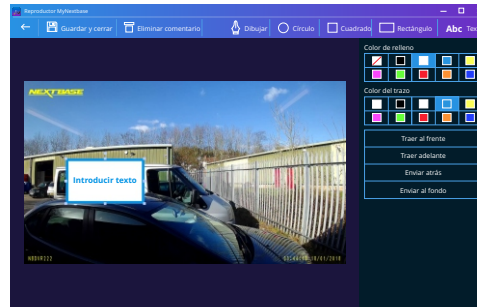 Reproductor MyNextbase
Guardar y cerrar
Eliminar comentario
Dibujar
Círculo
Cuadrado
Rectángulo
Abc Tex
Color de relleno
Color del trazo
Traer al frente
Traer adelante
Enviar atrás
Enviar al fondo
NEXTBASE
Introducir texto